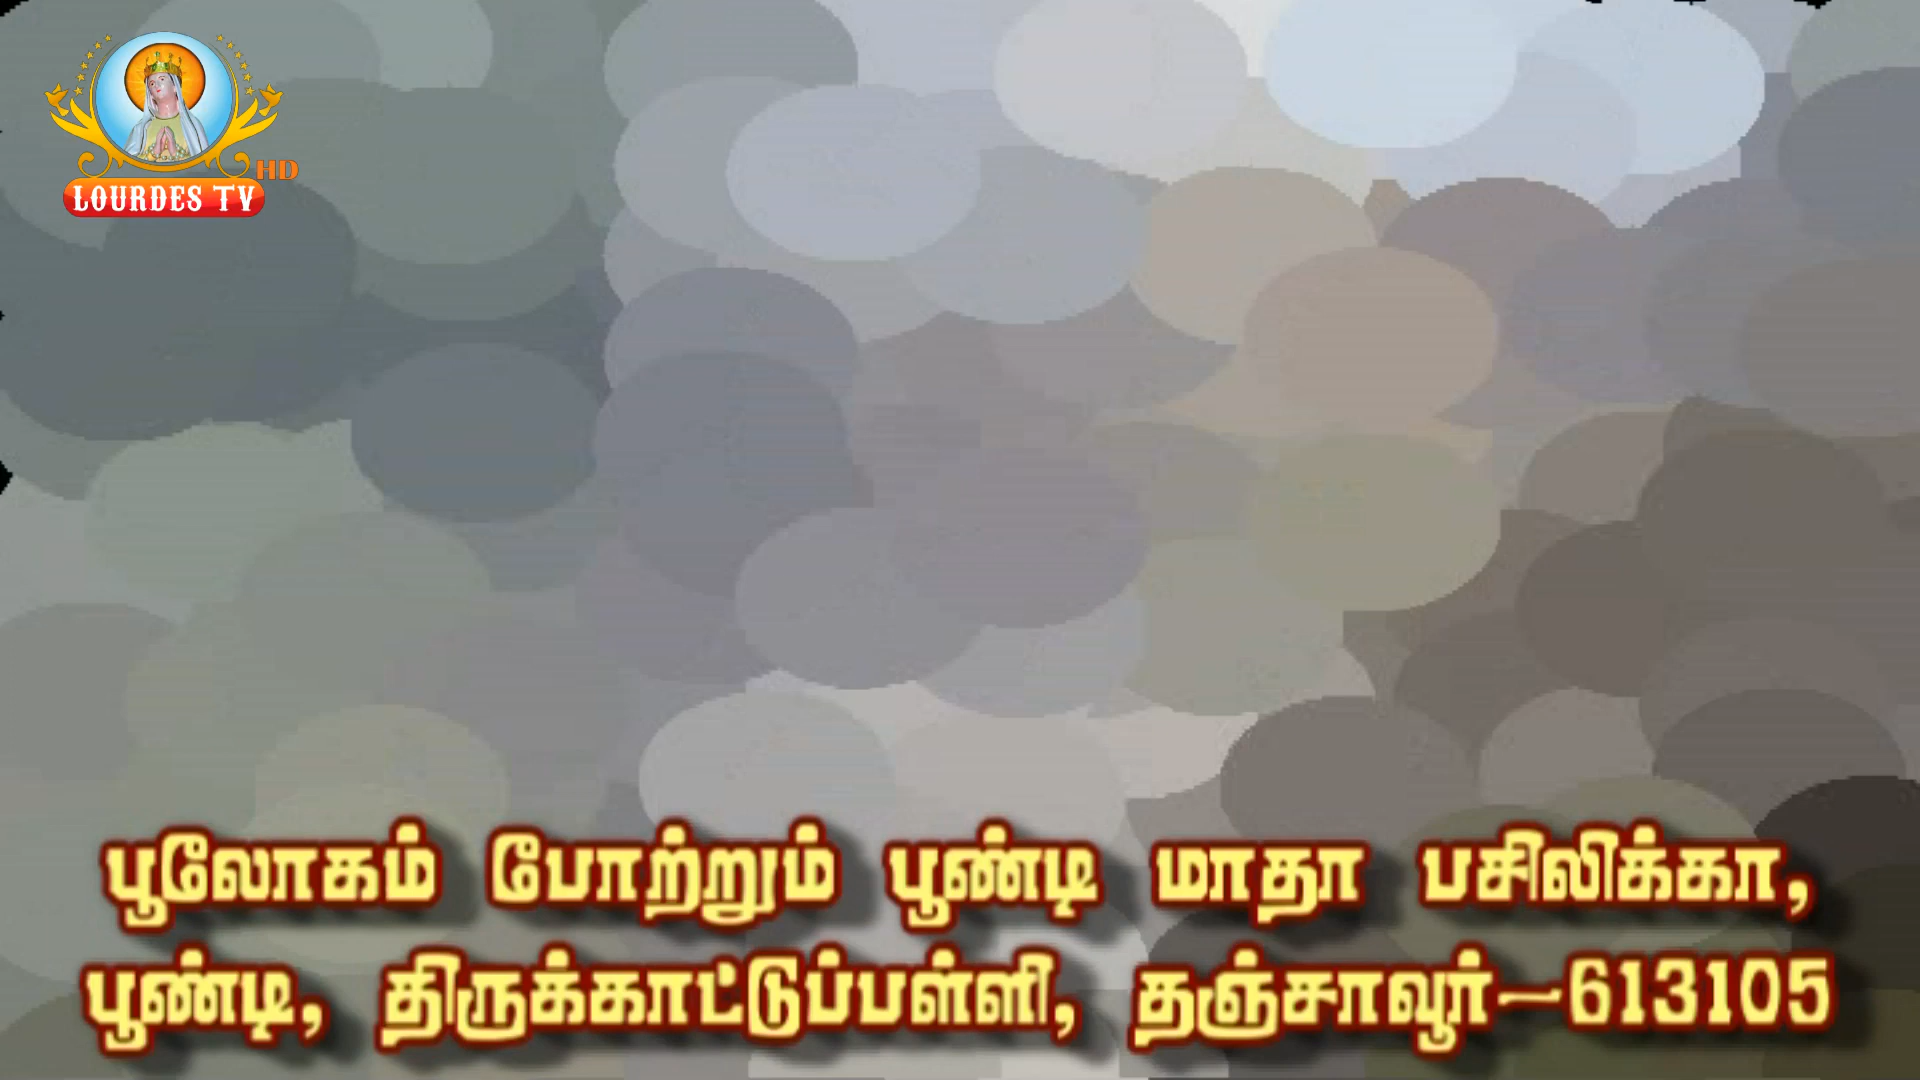 HD
LOURDES TV
பூலோகம் போற்றும் பூண்டி மாதா பசிலிக்கா,
பூண்டி, திருக்காட்டுப்பள்ளி, தஞ்சாவூர்–613105